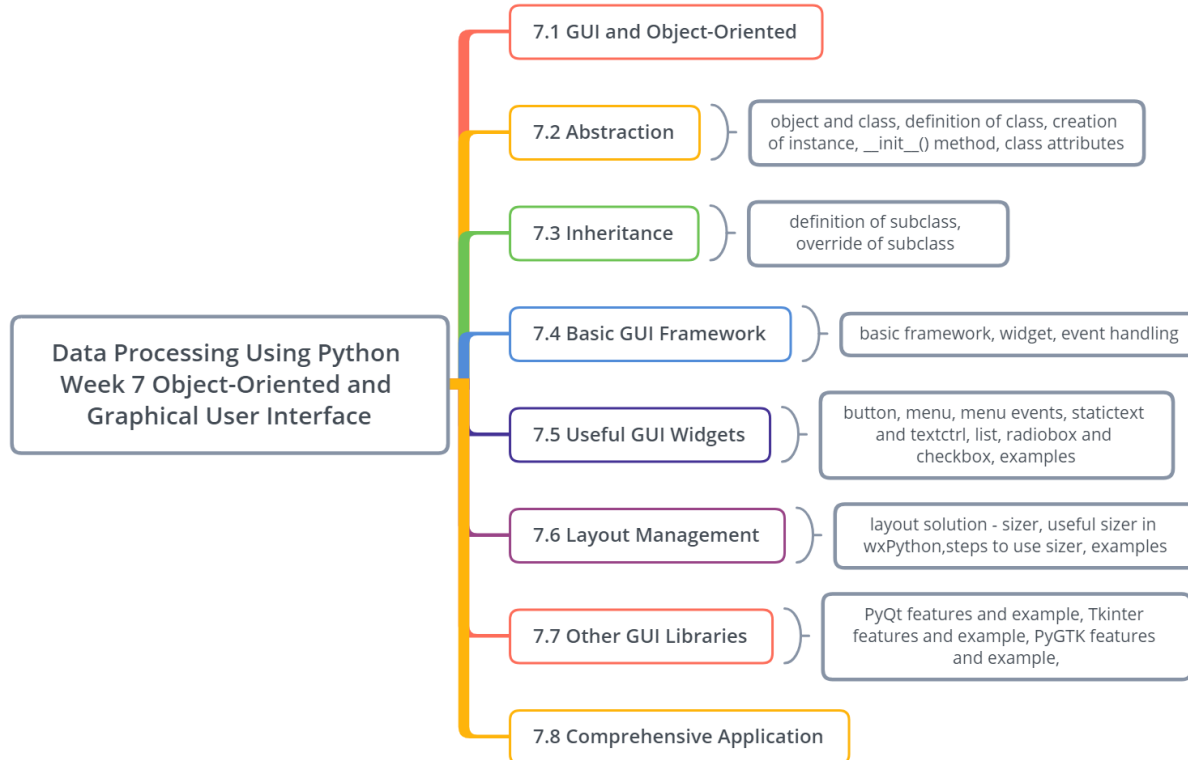 7.1 GUI and Object-Oriented
7.2 Abstraction
object and class, definition of class, creation
of instance, __init__() method, class attributes
7.3 Inheritance
definition of subclass,
override of subclass
Data Processing Using Python
Week 7 Object-Oriented and
Graphical User Interface
7.4 Basic GUI Framework
basic framework, widget, event handling
7.5 Useful GUI Widgets
button, menu, menu events, statictext
and textctrl, list, radiobox and
checkbox, examples
7.6 Layout Management
layout solution - sizer, useful sizer in
wxPython,steps to use sizer, examples
7.7 Other GUI Libraries
PyQt features and example, Tkinter
features and example, PyGTK features
and example,
7.8 Comprehensive Application